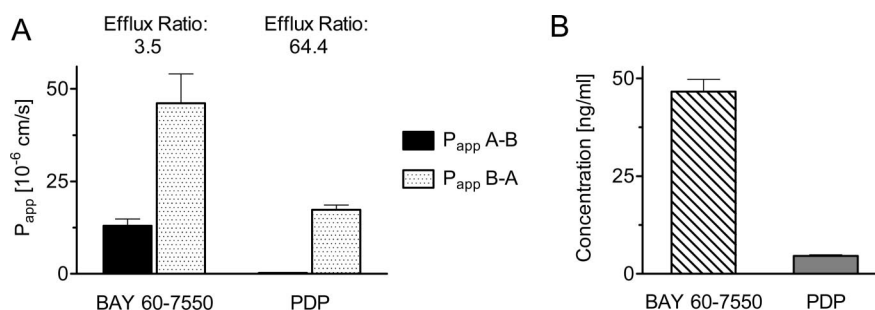 A
Efflux Ratio:
3.5
Efflux Ratio:
64.4
Papp [10-6 cm/s]
50
25
0
BAY 60-7550
PDP
Papp A-B
Papp B-A
B
Concentration [ng/ml]
50
25
0
BAY 60-7550
PDP